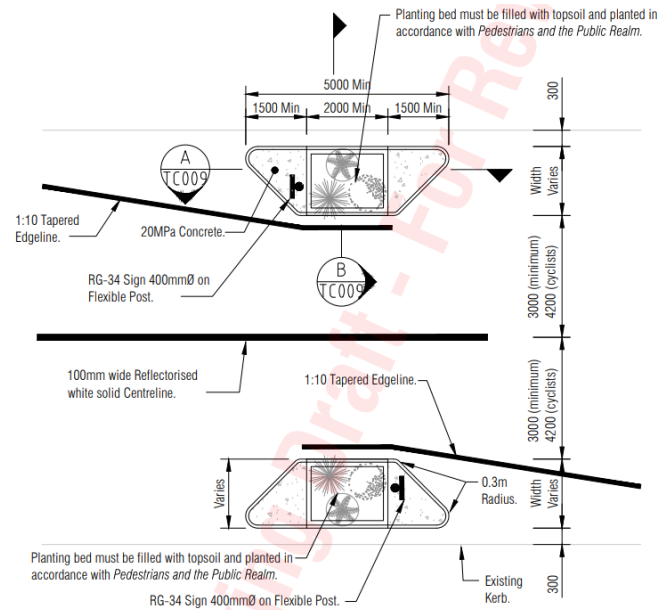 Planting bed must be filled with topsoil and planted in
accordance with Pedestrians and the Public Realm.
5000 Min
1500 Min
2000 Min
1500 Min
300
A
TC009
Width
Varies
1:10 Tapered
Edgeline.
20MPa Concrete.
RG-34 Sign 400mmØ on
Flexible Post.
B
TC009
3000 (minimum)
4200 (cyclists)
100mm wide Reflectorised
white solid Centreline.
1:10 Tapered Edgeline.
3000 (minimum)
4200 (cyclists)
Varies
0.3m
Radius.
Width
Varies
Planting bed must be filled with topsoil and planted in
accordance with Pedestrians and the Public Realm.
RG-34 Sign 400mmØ on Flexible Post.
Existing
Kerb.
300
ing Draft - For Re